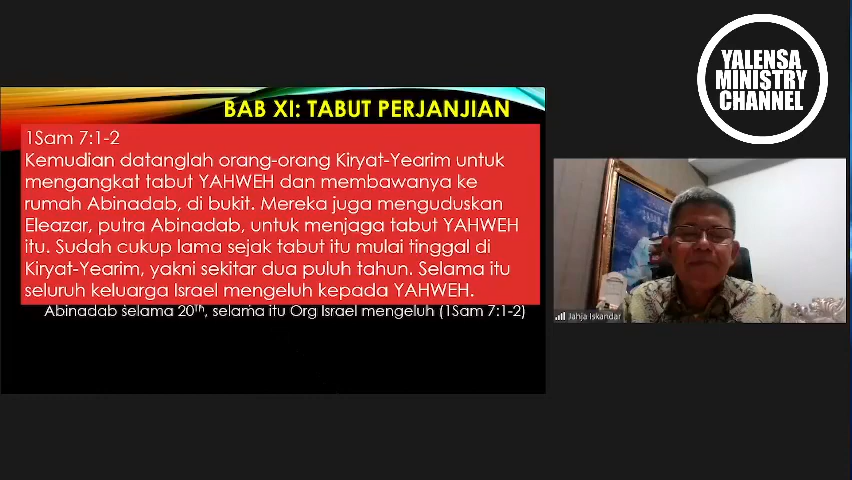 BAB XI: TABUT PERJANJIAN
1Sam 7:1-2
Kemudian datanglah orang-orang Kiryat-Yearim untuk
mengangkat tabut YAHWEH dan membawanya ke
rumah Abinadab, di bukit. Mereka juga menguduskan
Eleazar, putra Abinadab, untuk menjaga tabut YAHWEH
itu. Sudah cukup lama sejak tabut itu mulai tinggal di
Kiryat-Yearim, yakni sekitar dua puluh tahun. Selama itu
seluruh keluarga Israel mengeluh kepada YAHWEH.
Abinadab selama 20th, selama itu Org Israel mengeluh (1Sam 7:1-2)
YALENSA
MINISTRY
CHANNEL
Jahja Iskandar